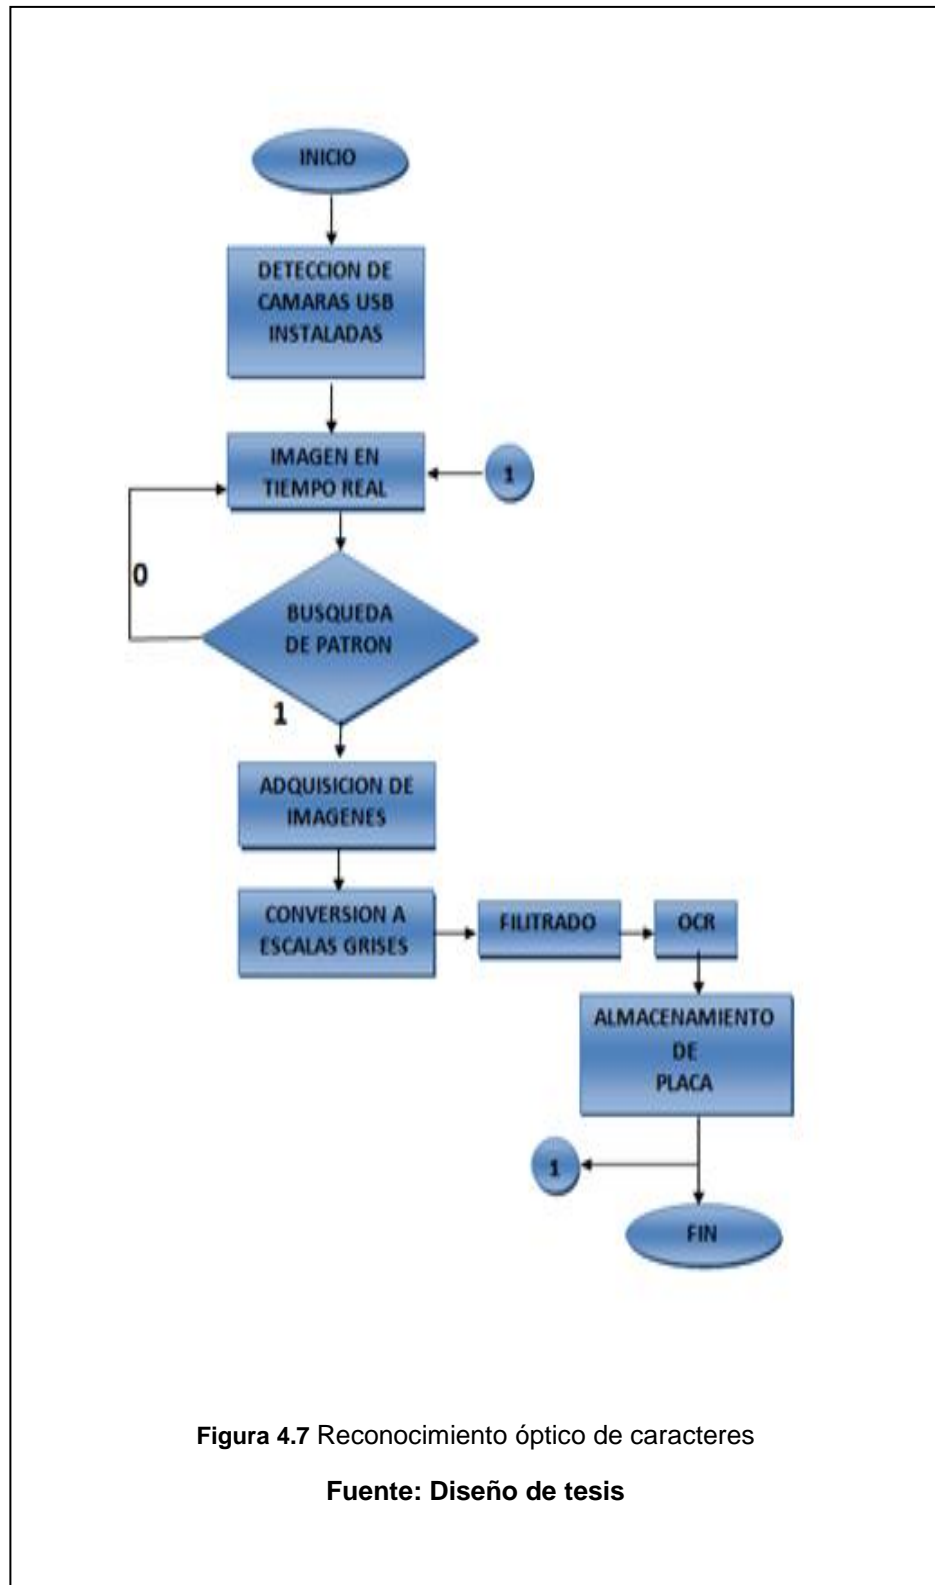 INICIO
DETECCION DE
CAMARAS USB
INSTALADAS
IMAGEN EN
TIEMPO REAL
1
0
BUSQUEDA
DE PATRON
1
ADQUISICION DE
IMAGENES
CONVERSION A
ESCALAS GRISES
FILITRADO
OCR
ALMACENAMIENTO
DE
PLACA
1
FIN
Figura 4.7 Reconocimiento óptico de caracteres
Fuente: Diseño de tesis